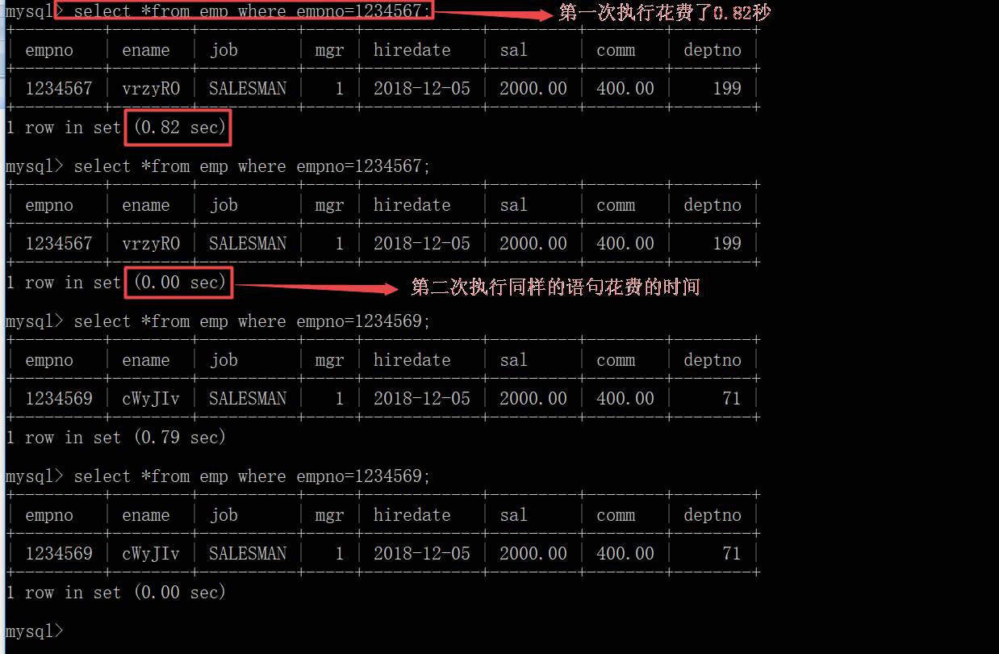 mysql> select *from emp where empno=1234567; 第一次执行花费了0.82秒
+---------+--------+----------+-----+------------+---------+--------+--------+
| empno | ename | job | mgr | hiredate | sal | comm | deptno |
+---------+--------+----------+-----+------------+---------+--------+--------+
| 1234567 | vrzyRO | SALESMAN | 1 | 2018-12-05 | 2000.00 | 400.00 | 199 |
+---------+--------+----------+-----+------------+---------+--------+--------+
1 row in set (0.82 sec)
mysql> select *from emp where empno=1234567;
+---------+--------+----------+-----+------------+---------+--------+--------+
| empno | ename | job | mgr | hiredate | sal | comm | deptno |
+---------+--------+----------+-----+------------+---------+--------+--------+
| 1234567 | vrzyRO | SALESMAN | 1 | 2018-12-05 | 2000.00 | 400.00 | 199 |
+---------+--------+----------+-----+------------+---------+--------+--------+
1 row in set (0.00 sec) 第二次执行同样的语句花费的时间
mysql> select *from emp where empno=1234569;
+---------+--------+----------+-----+------------+---------+--------+--------+
| empno | ename | job | mgr | hiredate | sal | comm | deptno |
+---------+--------+----------+-----+------------+---------+--------+--------+
| 1234569 | cWyJIv | SALESMAN | 1 | 2018-12-05 | 2000.00 | 400.00 | 71 |
+---------+--------+----------+-----+------------+---------+--------+--------+
1 row in set (0.79 sec)
mysql> select *from emp where empno=1234569;
+---------+--------+----------+-----+------------+---------+--------+--------+
| empno | ename | job | mgr | hiredate | sal | comm | deptno |
+---------+--------+----------+-----+------------+---------+--------+--------+
| 1234569 | cWyJIv | SALESMAN | 1 | 2018-12-05 | 2000.00 | 400.00 | 71 |
+---------+--------+----------+-----+------------+---------+--------+--------+
1 row in set (0.00 sec)
mysql>